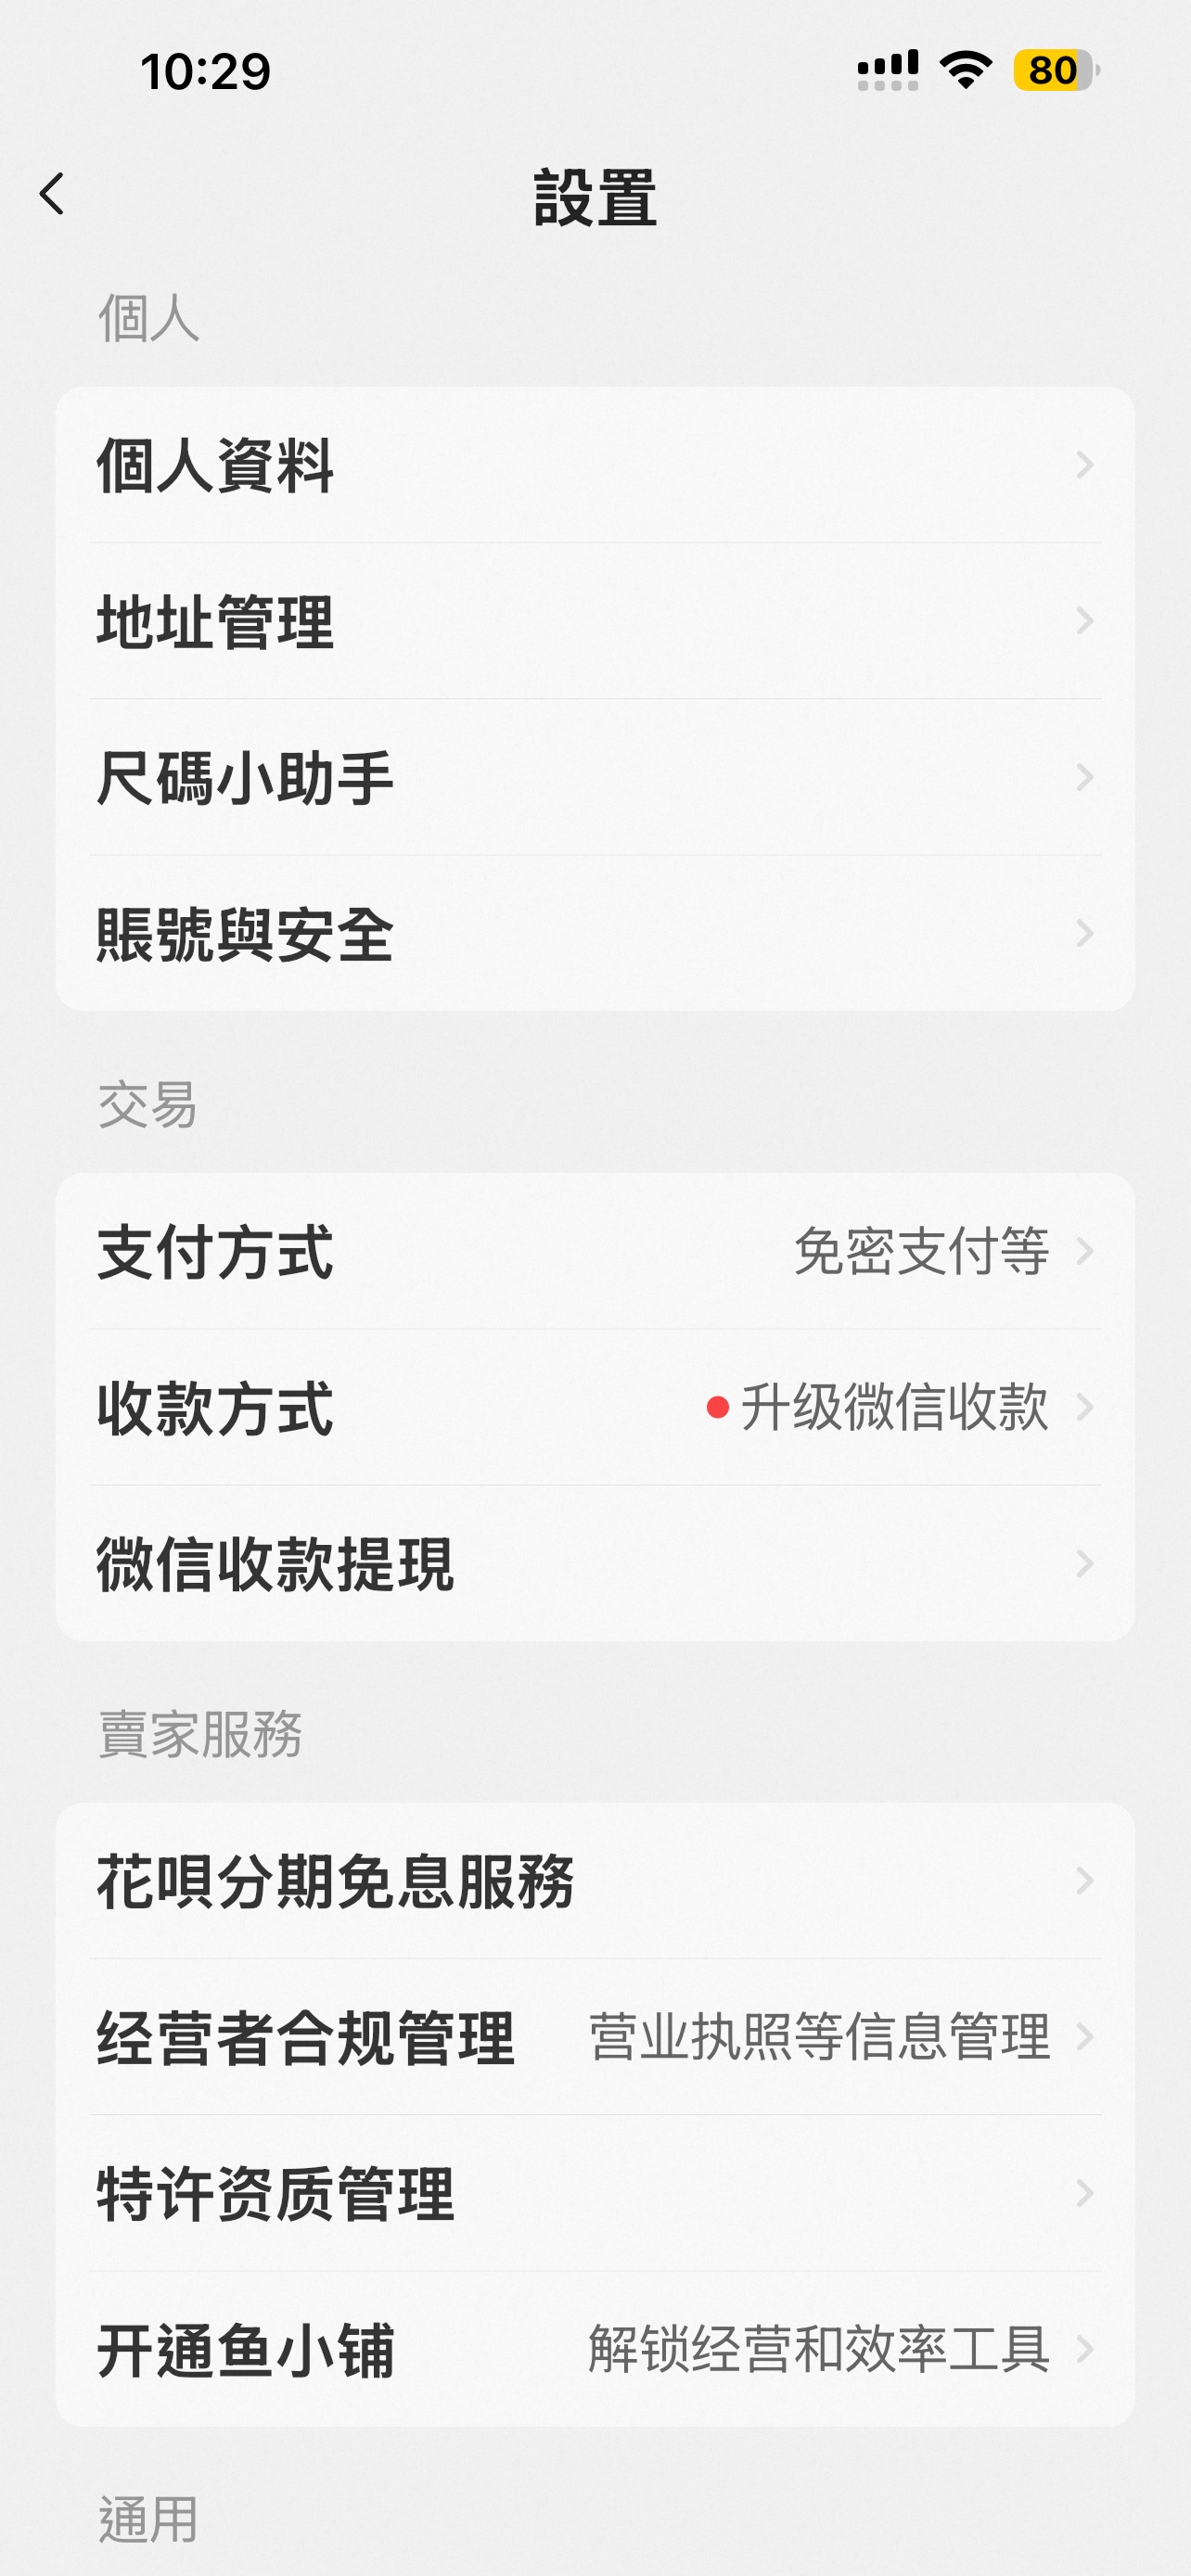 10:29
80
設置
個人
個人資料
地址管理
尺碼小助手
賬號與安全
交易
支付方式 免密支付等
收款方式 升级微信收款
微信收款提現
賣家服務
花唄分期免息服務
经营者合规管理 营业执照等信息管理
特许资质管理
开通鱼小铺 解锁经营和效率工具
通用